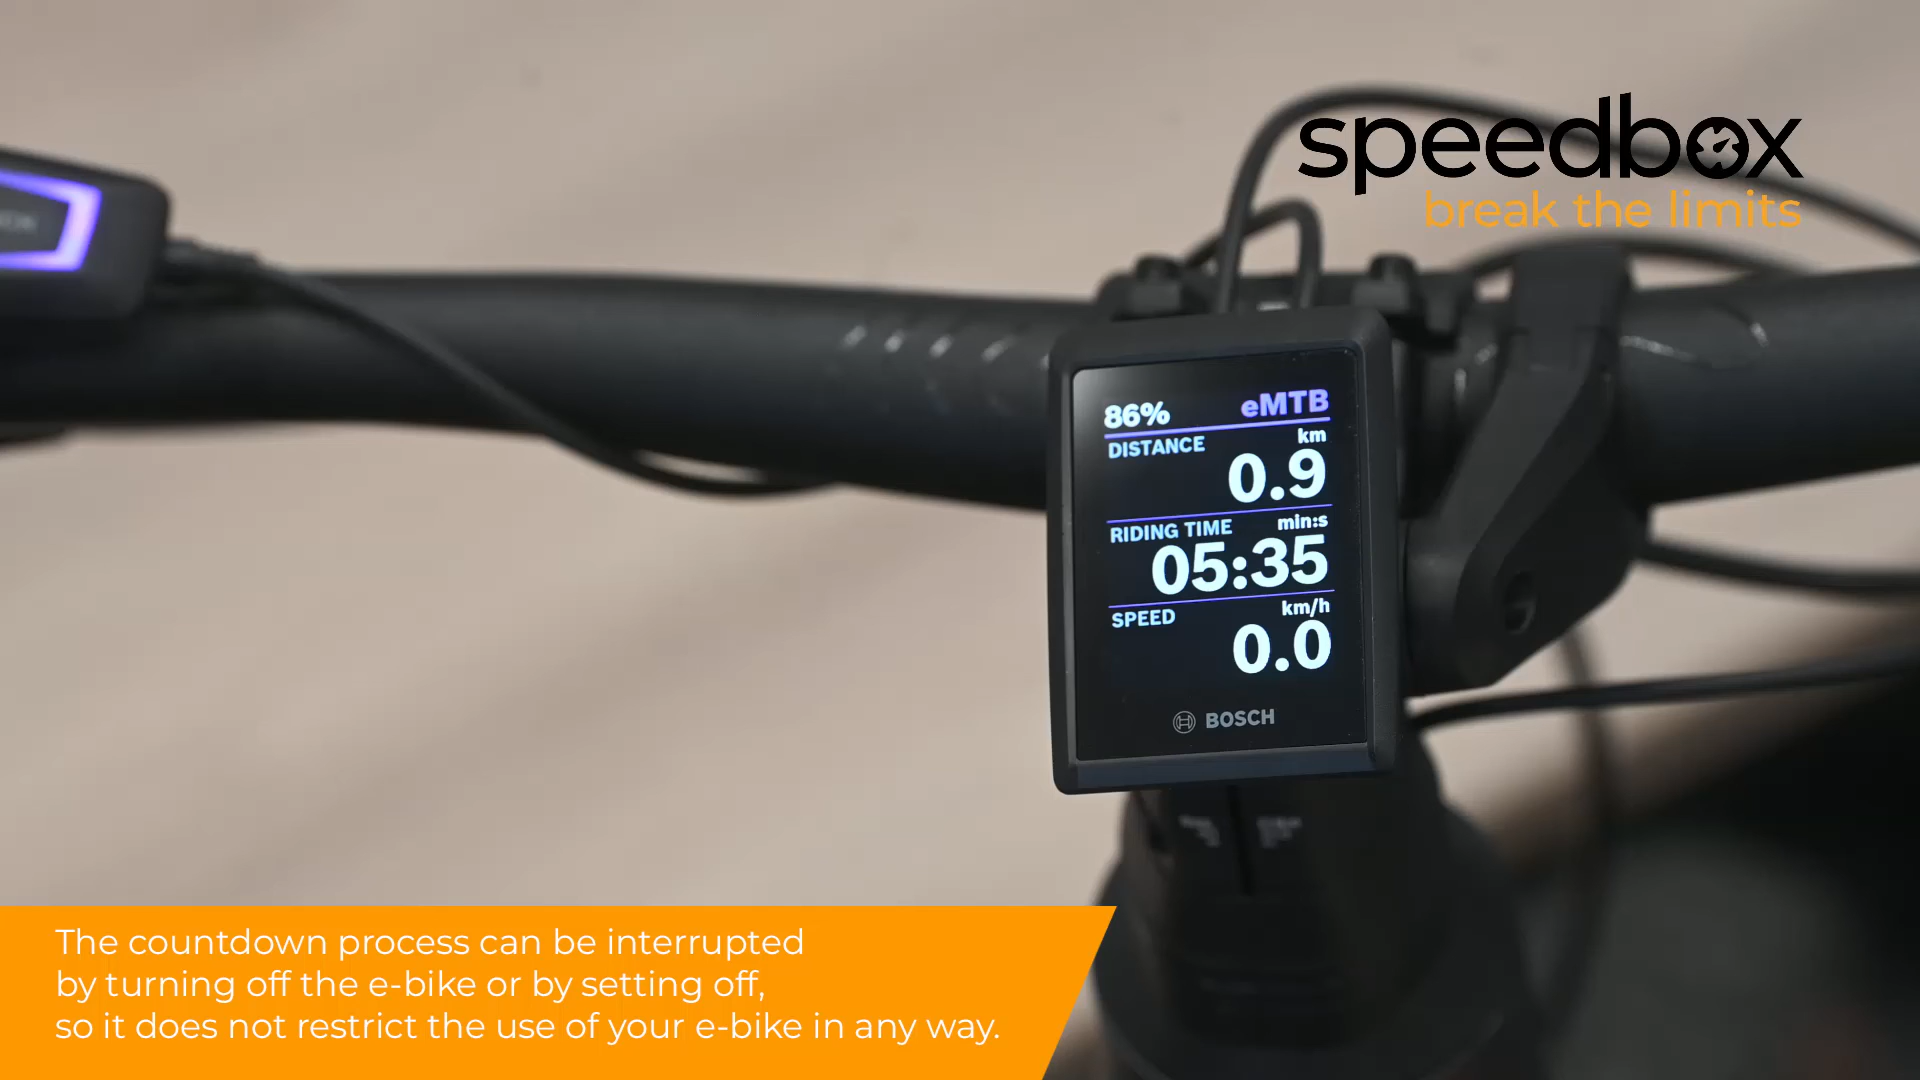 speedbox
break the limits
86% eMTB
DISTANCE km
0.9
RIDING TIME min:s
05:35
SPEED km/h
0.0
BOSCH
The countdown process can be interrupted
by turning off the e-bike or by setting off,
so it does not restrict the use of your e-bike in any way.